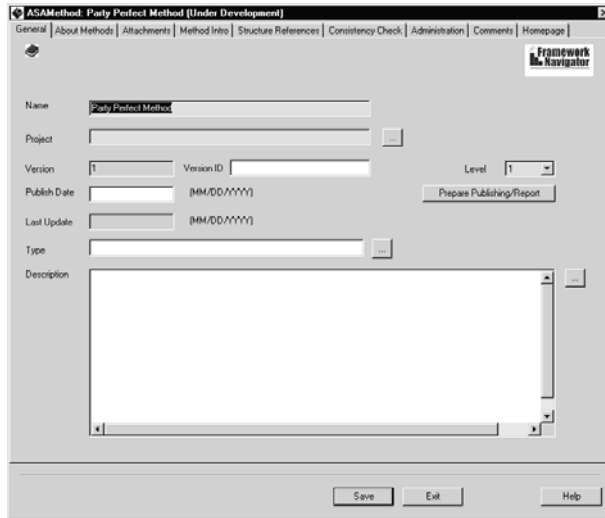 ASAMethod: Party Perfect Method (Under Development)
General About Methods Attachments Method Intro Structure References Consistency Check Administration Comments Homepage
Framework
Navigator
Name Party Perfect Method
Project ...
Version 1 Version ID Level 1
Publish Date (MM/DD/YYYY) Prepare Publishing/Report
Last Update (MM/DD/YYYY)
Type ...
Description ...
Save Exit Help